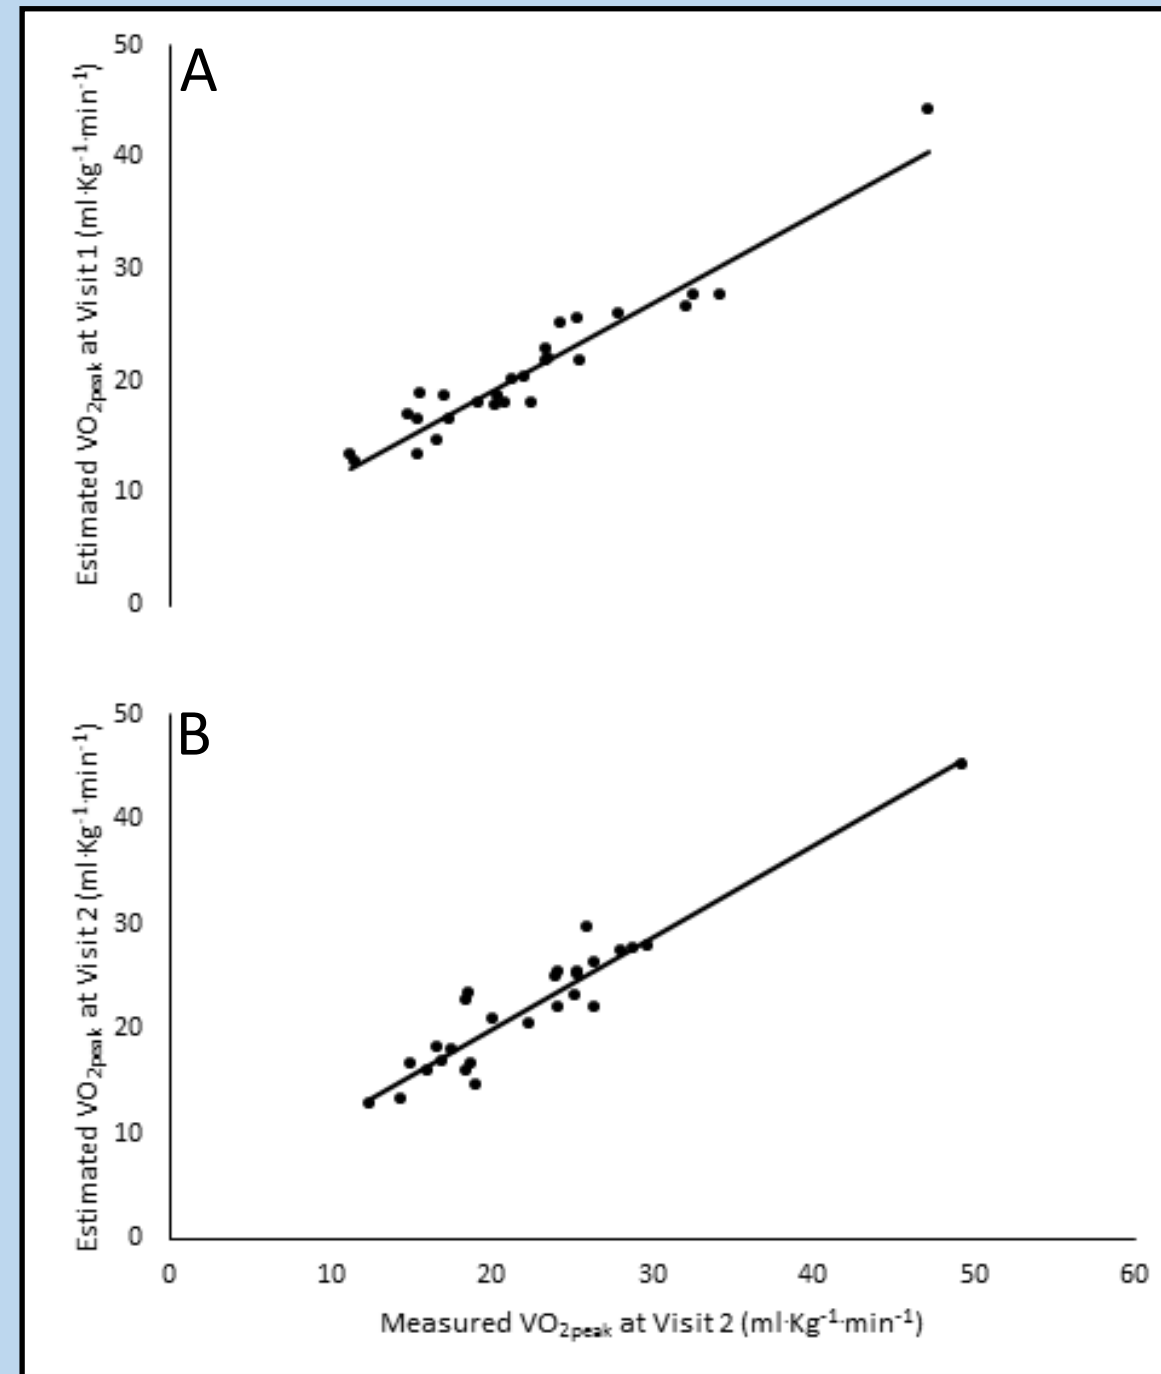 A
50
40
30
20
10
0
Estimated VO₂peak at Visit 1 (ml·Kg⁻¹·min⁻¹)
B
50
40
30
20
10
0
Estimated VO₂peak at Visit 2 (ml·Kg⁻¹·min⁻¹)
0 10 20 30 40 50 60
Measured VO₂peak at Visit 2 (ml·Kg⁻¹·min⁻¹)